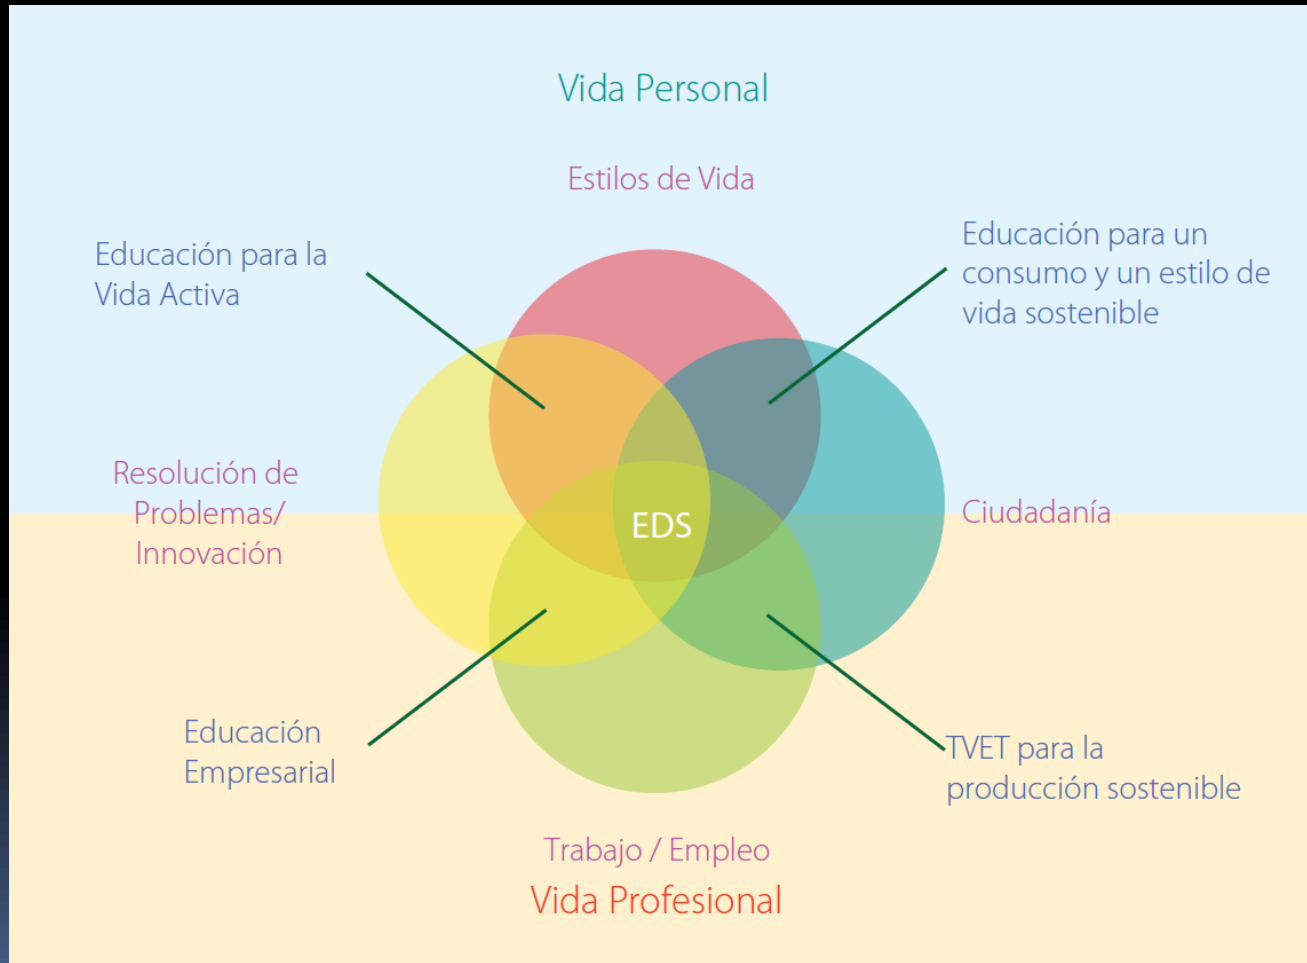 Vida Personal
Estilos de Vida
Educación para la
Vida Activa
Educación para un
consumo y un estilo de
vida sostenible
Resolución de
Problemas/
Innovación
EDS
Ciudadanía
Educación
Empresarial
TVET para la
producción sostenible
Trabajo / Empleo
Vida Profesional